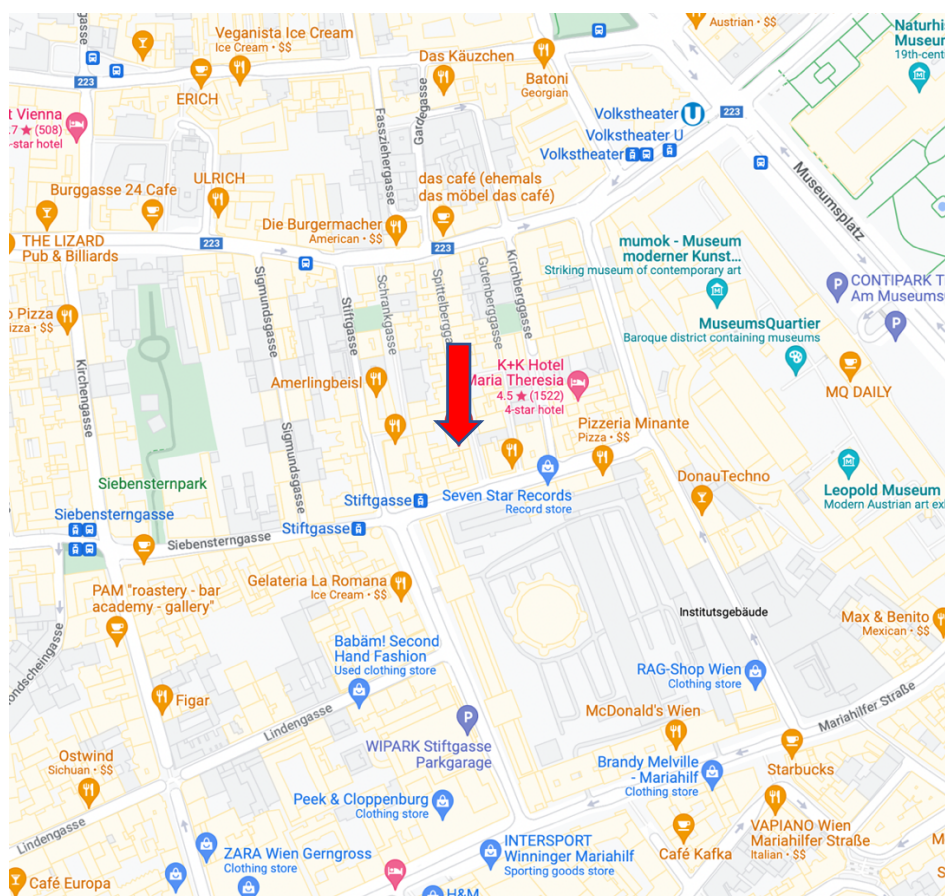 Austrian • $$
Naturhi
Museu
19th-centu
Veganista Ice Cream
Ice Cream • $$
Das Käuzchen
Batoni
Georgian
223
ERICH
t Vienna
.7 ★ (508)
-star hotel
Fassziehergasse
Gardegasse
Volkstheater
U
223
Volkstheater U
Volkstheater
Museumsplatz
Burggasse 24 Cafe
ULRICH
das café (ehemals
das möbel das café)
Die Burgermacher
American • $$
THE LIZARD
Pub & Billiards
223
223
mumok - Museum
moderner Kunst...
Striking museum of contemporary art
CONTIPARK T
Am Museums
P
P
Sigmundsgasse
Stiftgasse
Schrankgasse
Spittelbergg
Gutenberggasse
Kirchberggasse
o Pizza
izza • $$
MuseumsQuartier
Baroque district containing museums
Kirchengasse
Amerlingbeisl
K+K Hotel
Maria Theresia
4.5 ★ (1522)
4-star hotel
MQ DAILY
Sigmundsgasse
Pizzeria Minante
Pizza • $$
Siebensternpark
Stiftgasse
Seven Star Records
Record store
DonauTechno
Leopold Museum
Modern Austrian art ex
Siebensterngasse
Stiftgasse
Siebensterngasse
PAM "roastery - bar
academy - gallery"
Gelateria La Romana
Ice Cream • $$
Institutsgebäude
Max & Benito
Mexican • $$
Babäm! Second
Hand Fashion
Used clothing store
ondscheingasse
RAG-Shop Wien
Clothing store
Figar
Lindengasse
McDonald's Wien
Mariahilfer Straße
P
WIPARK Stiftgasse
Parkgarage
Ostwind
Sichuan • $$
Brandy Melville
- Mariahilf
Clothing store
Starbucks
Peek & Cloppenburg
Clothing store
Lindengasse
VAPIANO Wien
Mariahilfer Straße
Italian • $$
INTERSPORT
Winninger Mariahilf
Sporting goods store
Café Kafka
M
ZARA Wien Gerngross
Clothing store
Café Europa
H&M